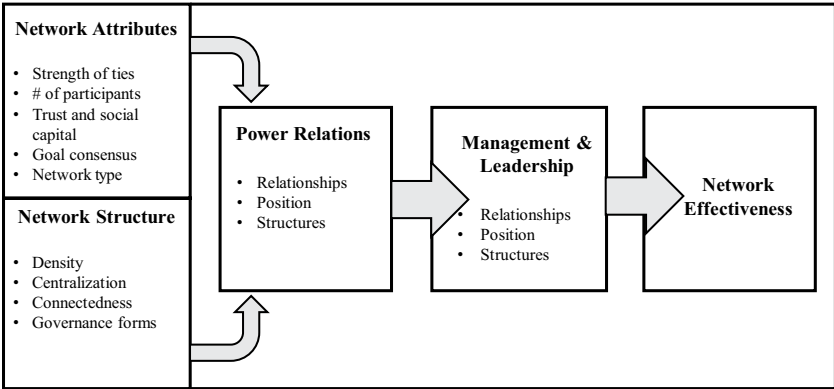 Network Attributes
• Strength of ties
• # of participants
• Trust and social
capital
• Goal consensus
• Network type
Network Structure
• Density
• Centralization
• Connectedness
• Governance forms
Power Relations
• Relationships
• Position
• Structures
Management &
Leadership
• Relationships
• Position
• Structures
Network
Effectiveness